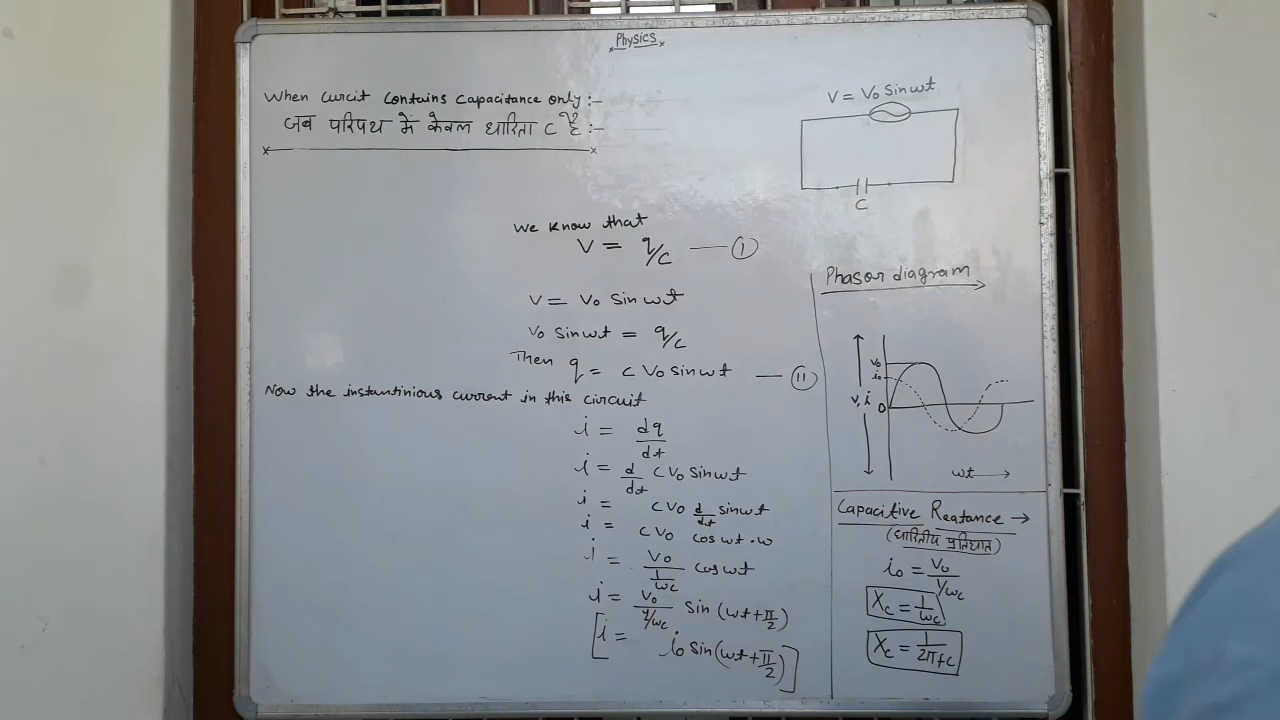 Physics
When Curcit Contains Capacitance only :-
जब परिपथ में केवल धारिता C है :-
V = V₀ Sin ωt
C
We know that
V = q/C — (I)
V = V₀ Sin ωt
V₀ Sin ωt = q/C
Then q = C V₀ Sin ωt — (II)
Now the instantinious current in this circuit
i = dq/dt
i = d/dt C V₀ Sin ωt
i = C V₀ d/dt Sin ωt
i = C V₀ cos ωt · ω
i = V₀/(1/ωC) cos ωt
i = V₀/(1/ωC) Sin (ωt + π/2)
[i = i₀ Sin (ωt + π/2)]
Phasor diagram
V₀
i₀
v, i
0
ωt
Capacitive Reatance →
(धारितीय प्रतिघात)
i₀ = V₀/(1/ωC)
X_C = 1/ωC
X_C = 1/2πfC